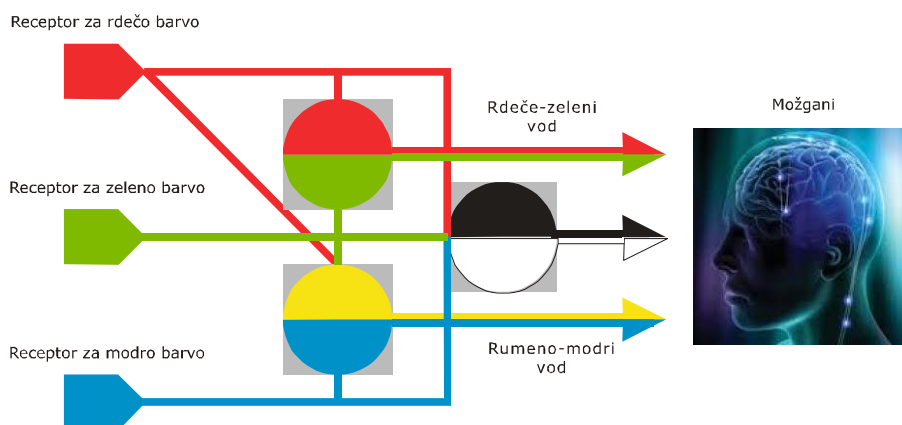 Receptor za rdečo barvo
Rdeče-zeleni
vod
Možgani
Receptor za zeleno barvo
Receptor za modro barvo
Rumeno-modri
vod